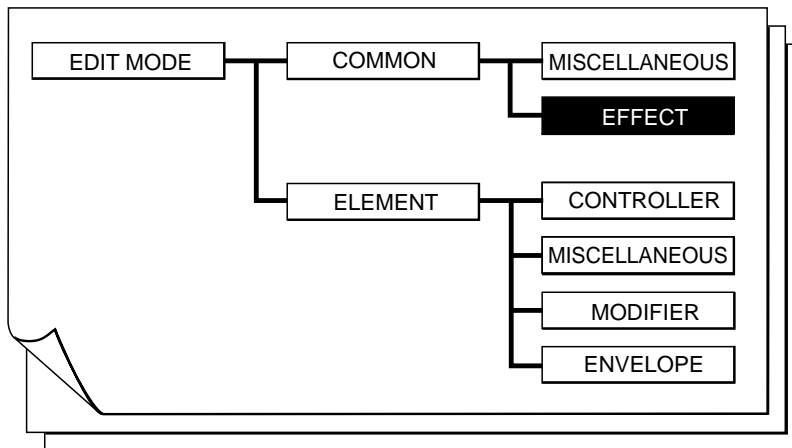 EDIT MODE
COMMON
MISCELLANEOUS
EFFECT
ELEMENT
CONTROLLER
MISCELLANEOUS
MODIFIER
ENVELOPE